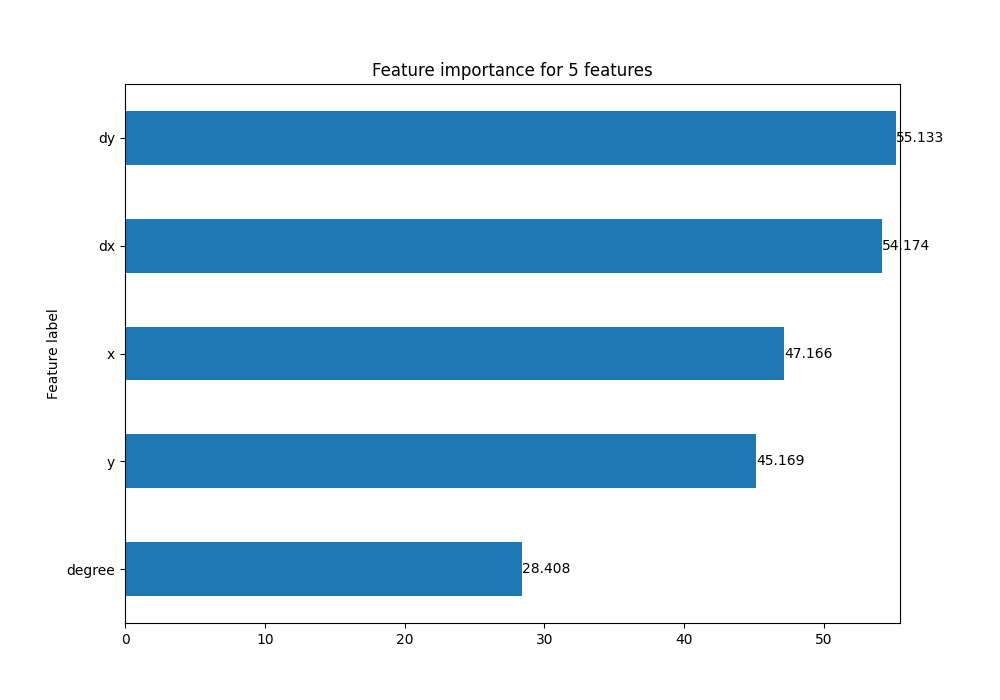 Feature importance for 5 features
dy
55.133
dx
54.174
x
47.166
y
45.169
degree
28.408
Feature label
0 10 20 30 40 50